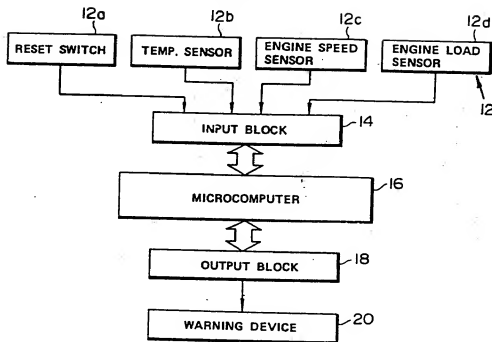 12a
12b
12c
12d
RESET SWITCH
TEMP. SENSOR
ENGINE SPEED
SENSOR
ENGINE LOAD
SENSOR
12
INPUT BLOCK
14
MICROCOMPUTER
16
OUTPUT BLOCK
18
WARNING DEVICE
20